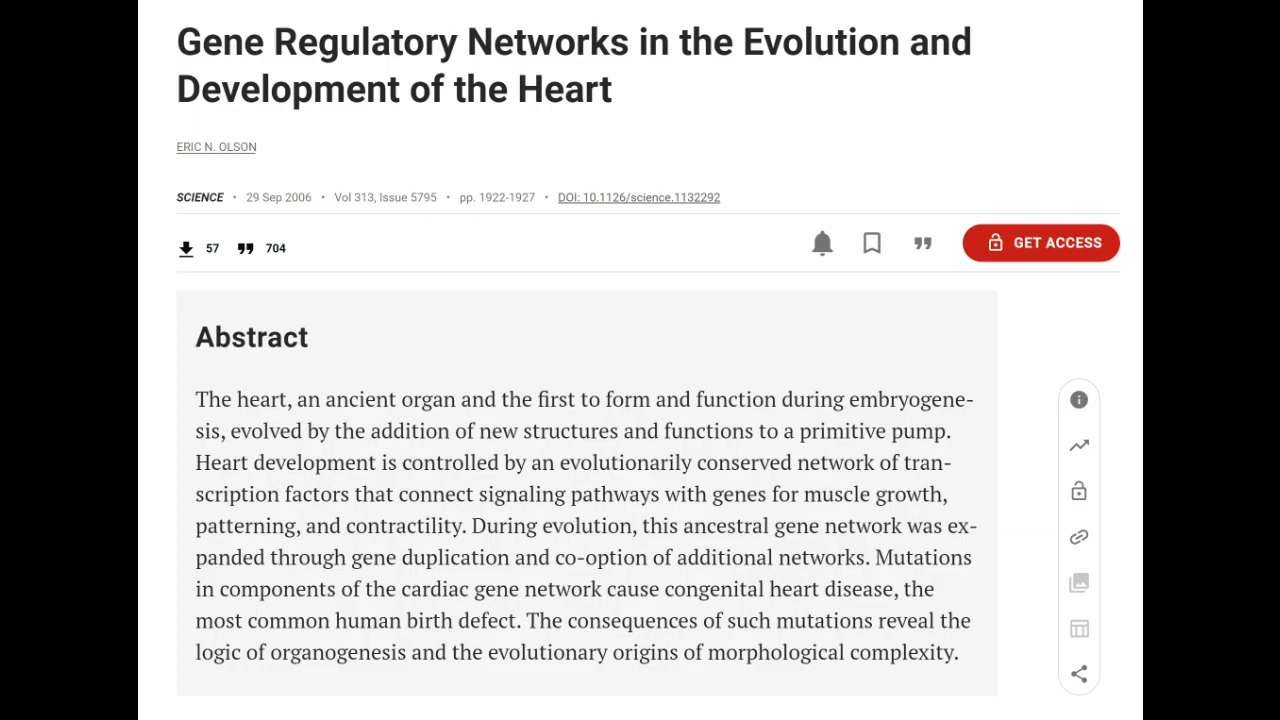 Gene Regulatory Networks in the Evolution and
Development of the Heart
ERIC N. OLSON
SCIENCE • 29 Sep 2006 • Vol 313, Issue 5795 • pp. 1922-1927 • DOI: 10.1126/science.1132292
57 704 GET ACCESS
Abstract
The heart, an ancient organ and the first to form and function during embryogene-
sis, evolved by the addition of new structures and functions to a primitive pump.
Heart development is controlled by an evolutionarily conserved network of tran-
scription factors that connect signaling pathways with genes for muscle growth,
patterning, and contractility. During evolution, this ancestral gene network was ex-
panded through gene duplication and co-option of additional networks. Mutations
in components of the cardiac gene network cause congenital heart disease, the
most common human birth defect. The consequences of such mutations reveal the
logic of organogenesis and the evolutionary origins of morphological complexity.